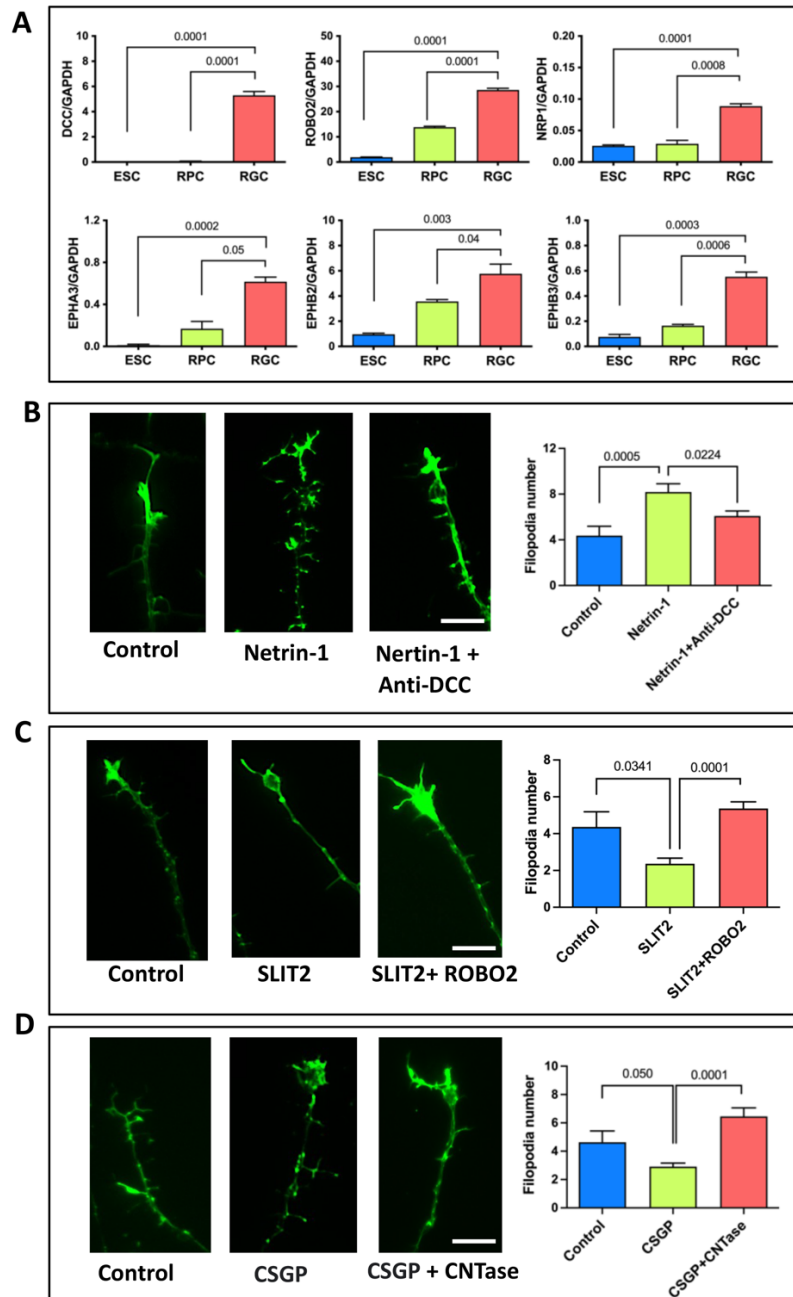 A
DCC/GAPDH
8
6
4
2
0
0.0001
0.0001
ESC RPC RGC
ROBO2/GAPDH
50
40
30
20
10
0
0.0001
0.0001
ESC RPC RGC
NRP1/GAPDH
0.20
0.15
0.10
0.05
0.00
0.0001
0.0008
ESC RPC RGC
EPHA3/GAPDH
1.2
0.8
0.4
0.0
0.0002
0.05
ESC RPC RGC
EPHB2/GAPDH
10
8
6
4
2
0
0.003
0.04
ESC RPC RGC
EPHB3/GAPDH
1.0
0.8
0.6
0.4
0.2
0.0
0.0003
0.0006
ESC RPC RGC
B
Control
Netrin-1
Nertin-1 +
Anti-DCC
Filopodia number
12
8
4
0
0.0005
0.0224
Control
Netrin-1
Netrin-1+Anti-DCC
C
Control
SLIT2
SLIT2+ ROBO2
Filopodia number
8
6
4
2
0
0.0341
0.0001
Control
SLIT2
SLIT2+ROBO2
D
Control
CSGP
CSGP + CNTase
Filopodia number
10
8
6
4
2
0
0.050
0.0001
Control
CSGP
CSGP+CNTase